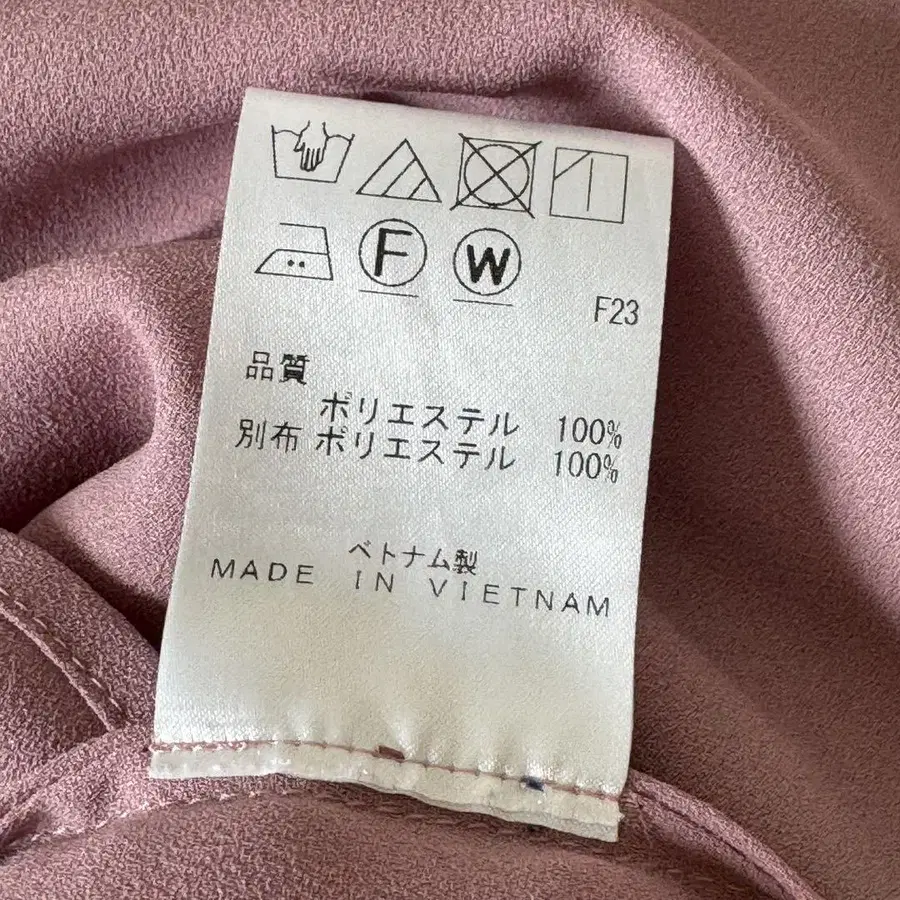 F W
F23
品質
ポリエステル 100%
別布 ポリエステル 100%
ベトナム製
MADE IN VIETNAM